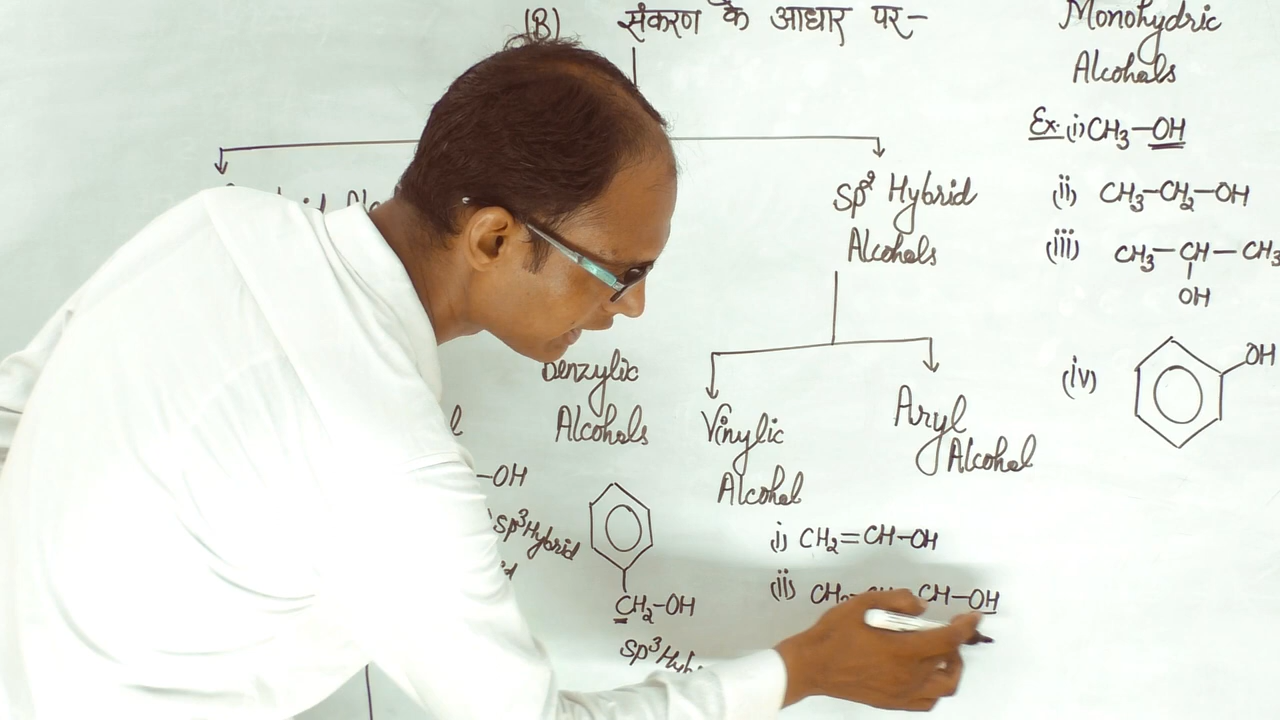 (B) संकरण के आधार पर-
Sp² Hybrid
Alcohols
Benzylic
Alcohols
-OH
Sp³ Hybrid
CH₂-OH
Sp³
Vinylic
Alcohol
i) CH₂=CH-OH
(ii) CH-OH
Aryl
Alcohol
Monohydric
Alcohals
Ex. (i) CH₃-OH
(ii) CH₃-CH₂-OH
(iii) CH₃-CH-CH₃
OH
(iv)
OH